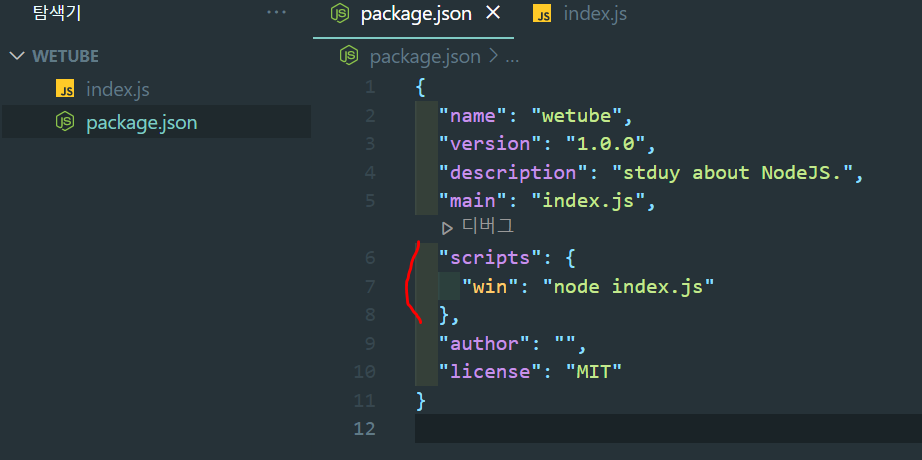 탐색기 ...
package.json
JS index.js
WETUBE
JS index.js
package.json
package.json > ...
1 {
2 "name": "wetube",
3 "version": "1.0.0",
4 "description": "stduy about NodeJS.",
5 "main": "index.js",
디버그
6 "scripts": {
7 "win": "node index.js"
8 },
9 "author": "",
10 "license": "MIT"
11 }
12